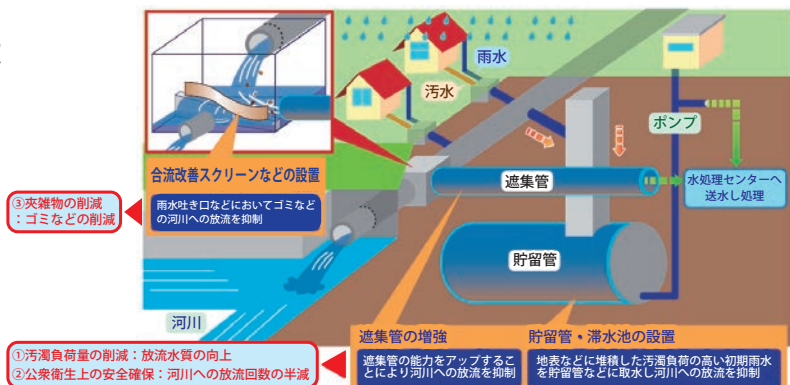 雨水
汚水
ポンプ
合流改善スクリーンなどの設置
雨水吐き口などにおいてゴミなど
の河川への放流を抑制
③夾雑物の削減
：ゴミなどの削減
遮集管
水処理センターへ
送水し処理
貯留管
河川
①汚濁負荷量の削減：放流水質の向上
②公衆衛生上の安全確保：河川への放流回数の半減
遮集管の増強
遮集管の能力をアップするこ
とにより河川への放流を抑制
貯留管・滞水池の設置
地表などに堆積した汚濁負荷の高い初期雨水
を貯留管などに取水し河川への放流を抑制